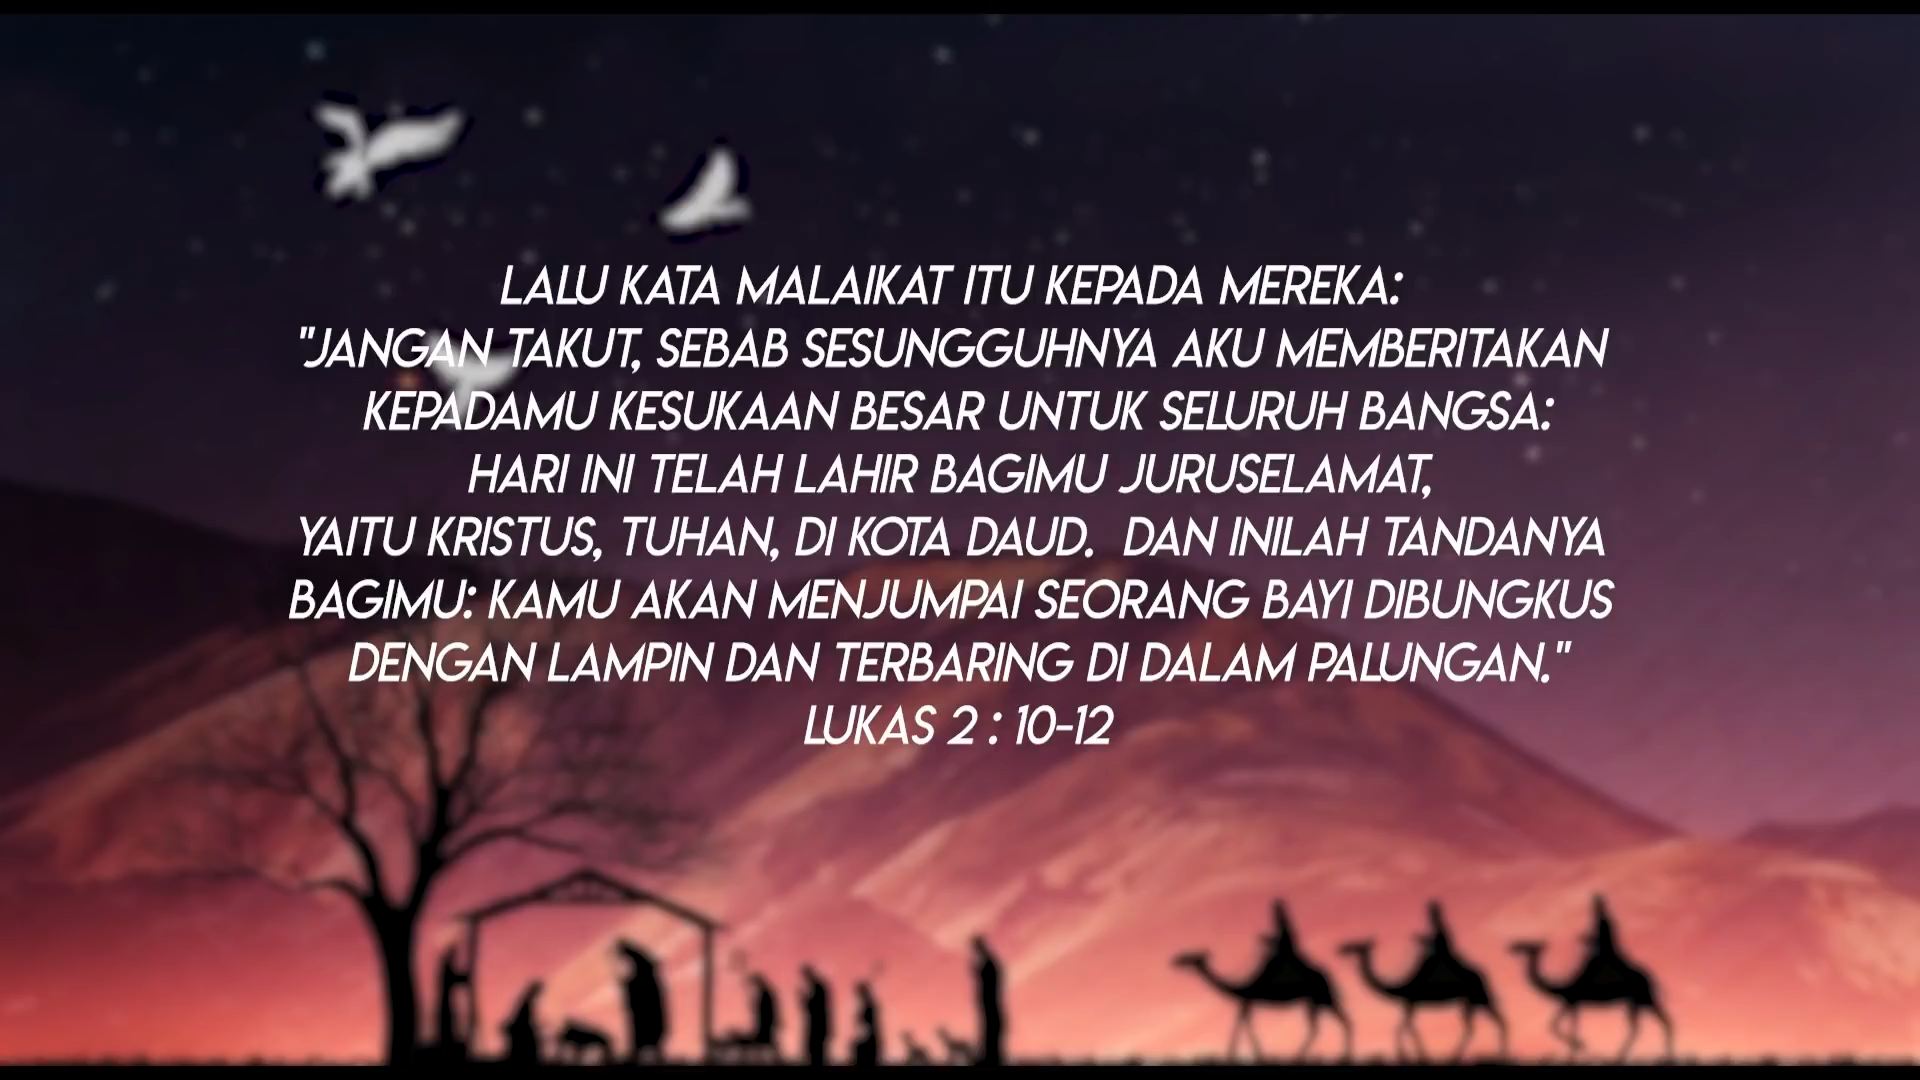 LALU KATA MALAIKAT ITU KEPADA MEREKA:
"JANGAN TAKUT, SEBAB SESUNGGUHNYA AKU MEMBERITAKAN
KEPADAMU KESUKAAN BESAR UNTUK SELURUH BANGSA:
HARI INI TELAH LAHIR BAGIMU JURUSELAMAT,
YAITU KRISTUS, TUHAN, DI KOTA DAUD.  DAN INILAH TANDANYA
BAGIMU: KAMU AKAN MENJUMPAI SEORANG BAYI DIBUNGKUS
DENGAN LAMPIN DAN TERBARING DI DALAM PALUNGAN."
LUKAS 2 : 10-12